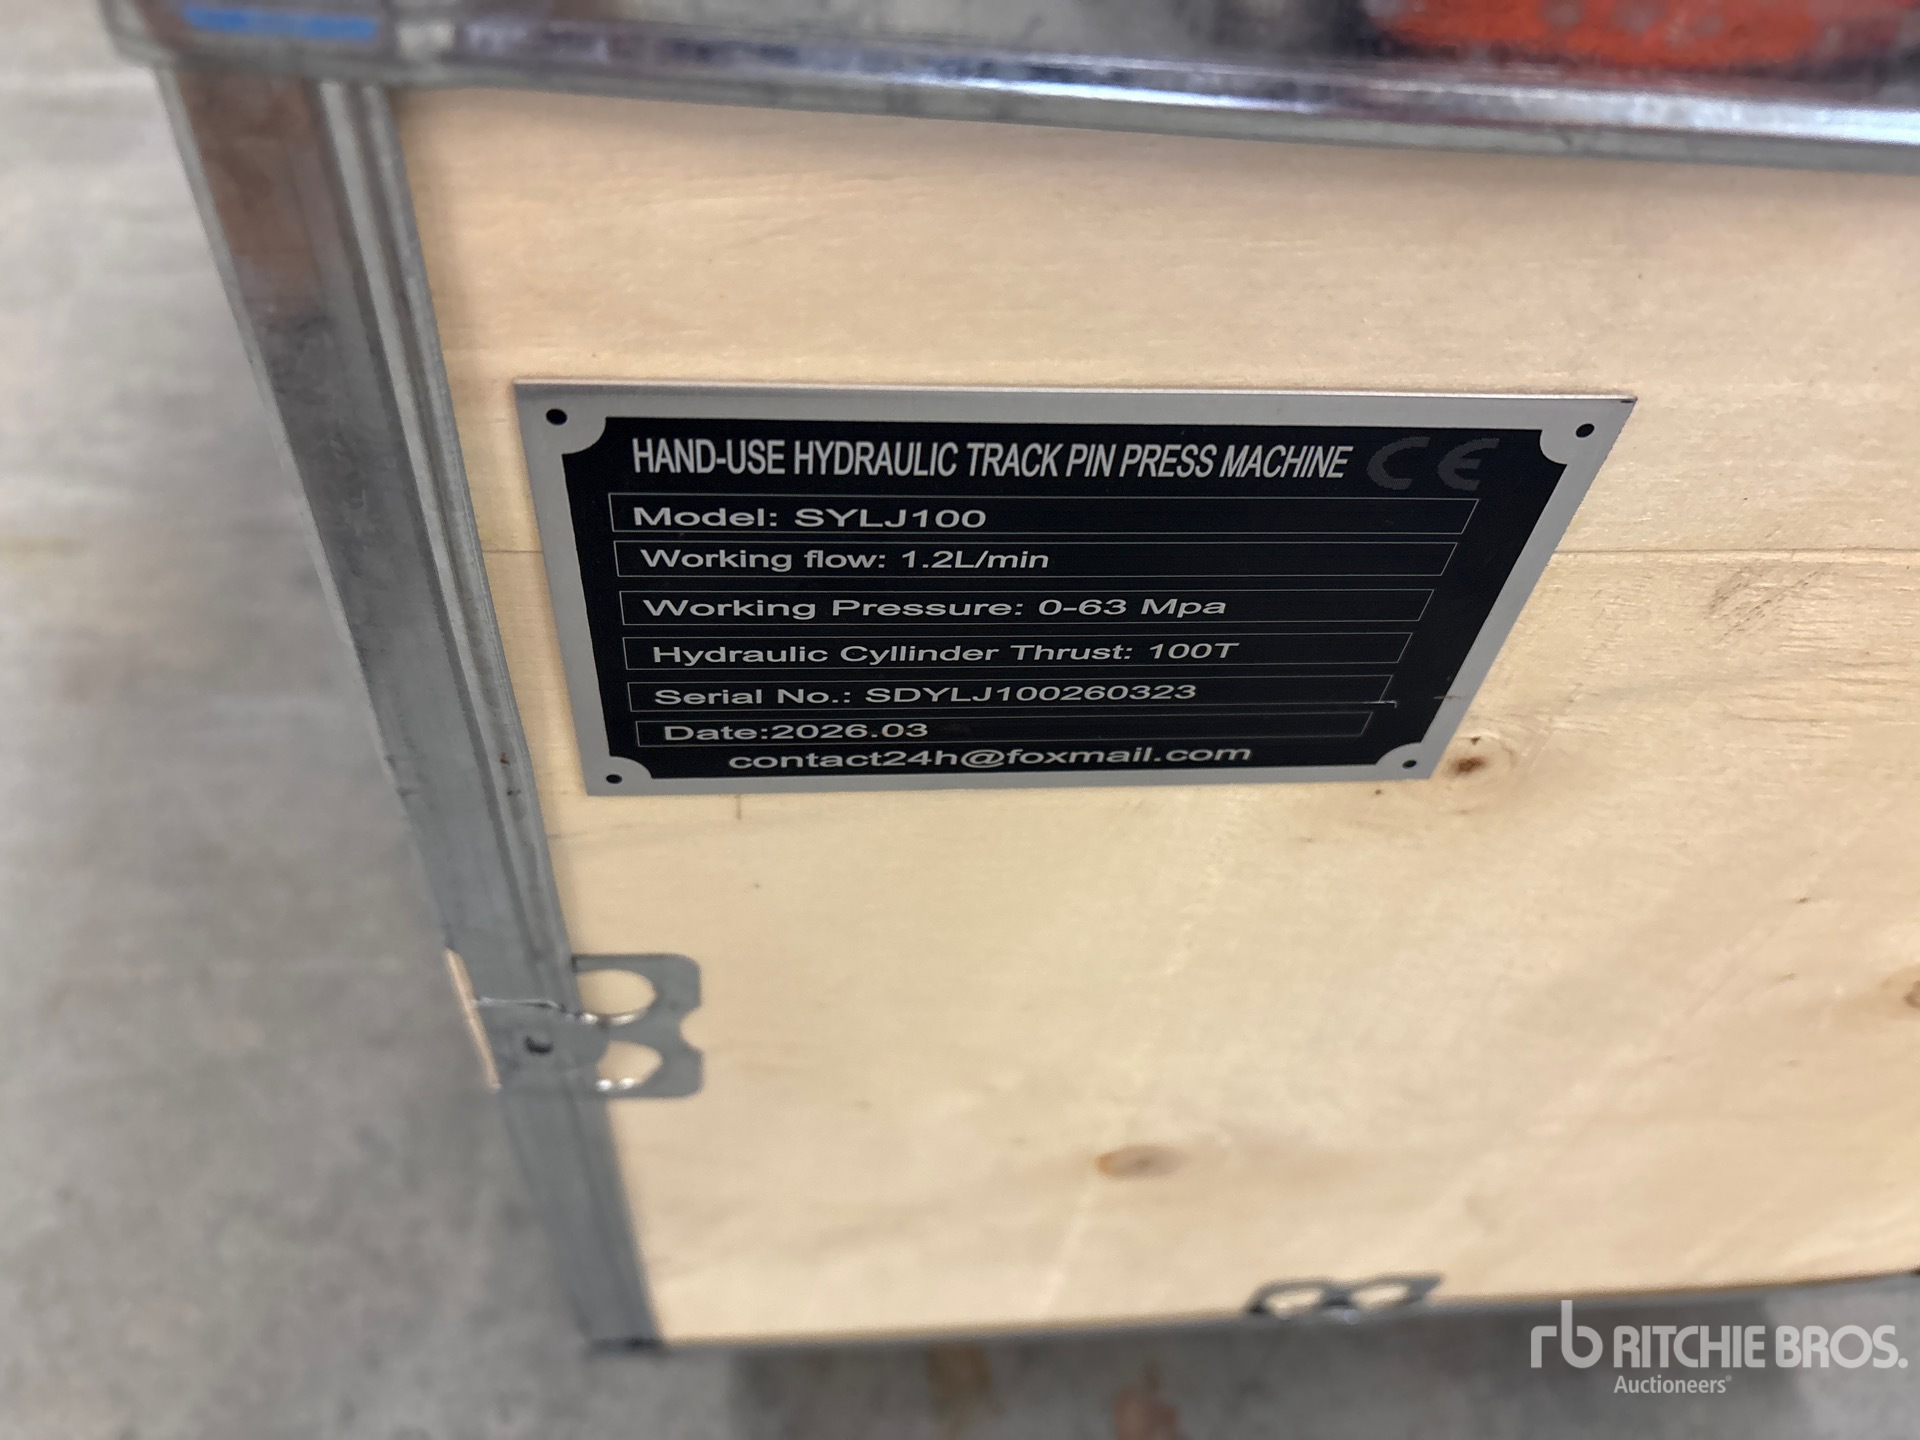 HAND-USE HYDRAULIC TRACK PIN PRESS MACHINE CE
Model: SYLJ100
Working flow: 1.2L/min
Working Pressure: 0-63 Mpa
Hydraulic Cyllinder Thrust: 100T
Serial No.: SDYLJ100260323
Date:2026.03
contact24h@foxmail.com
rb RITCHIE BROS.
Auctioneers